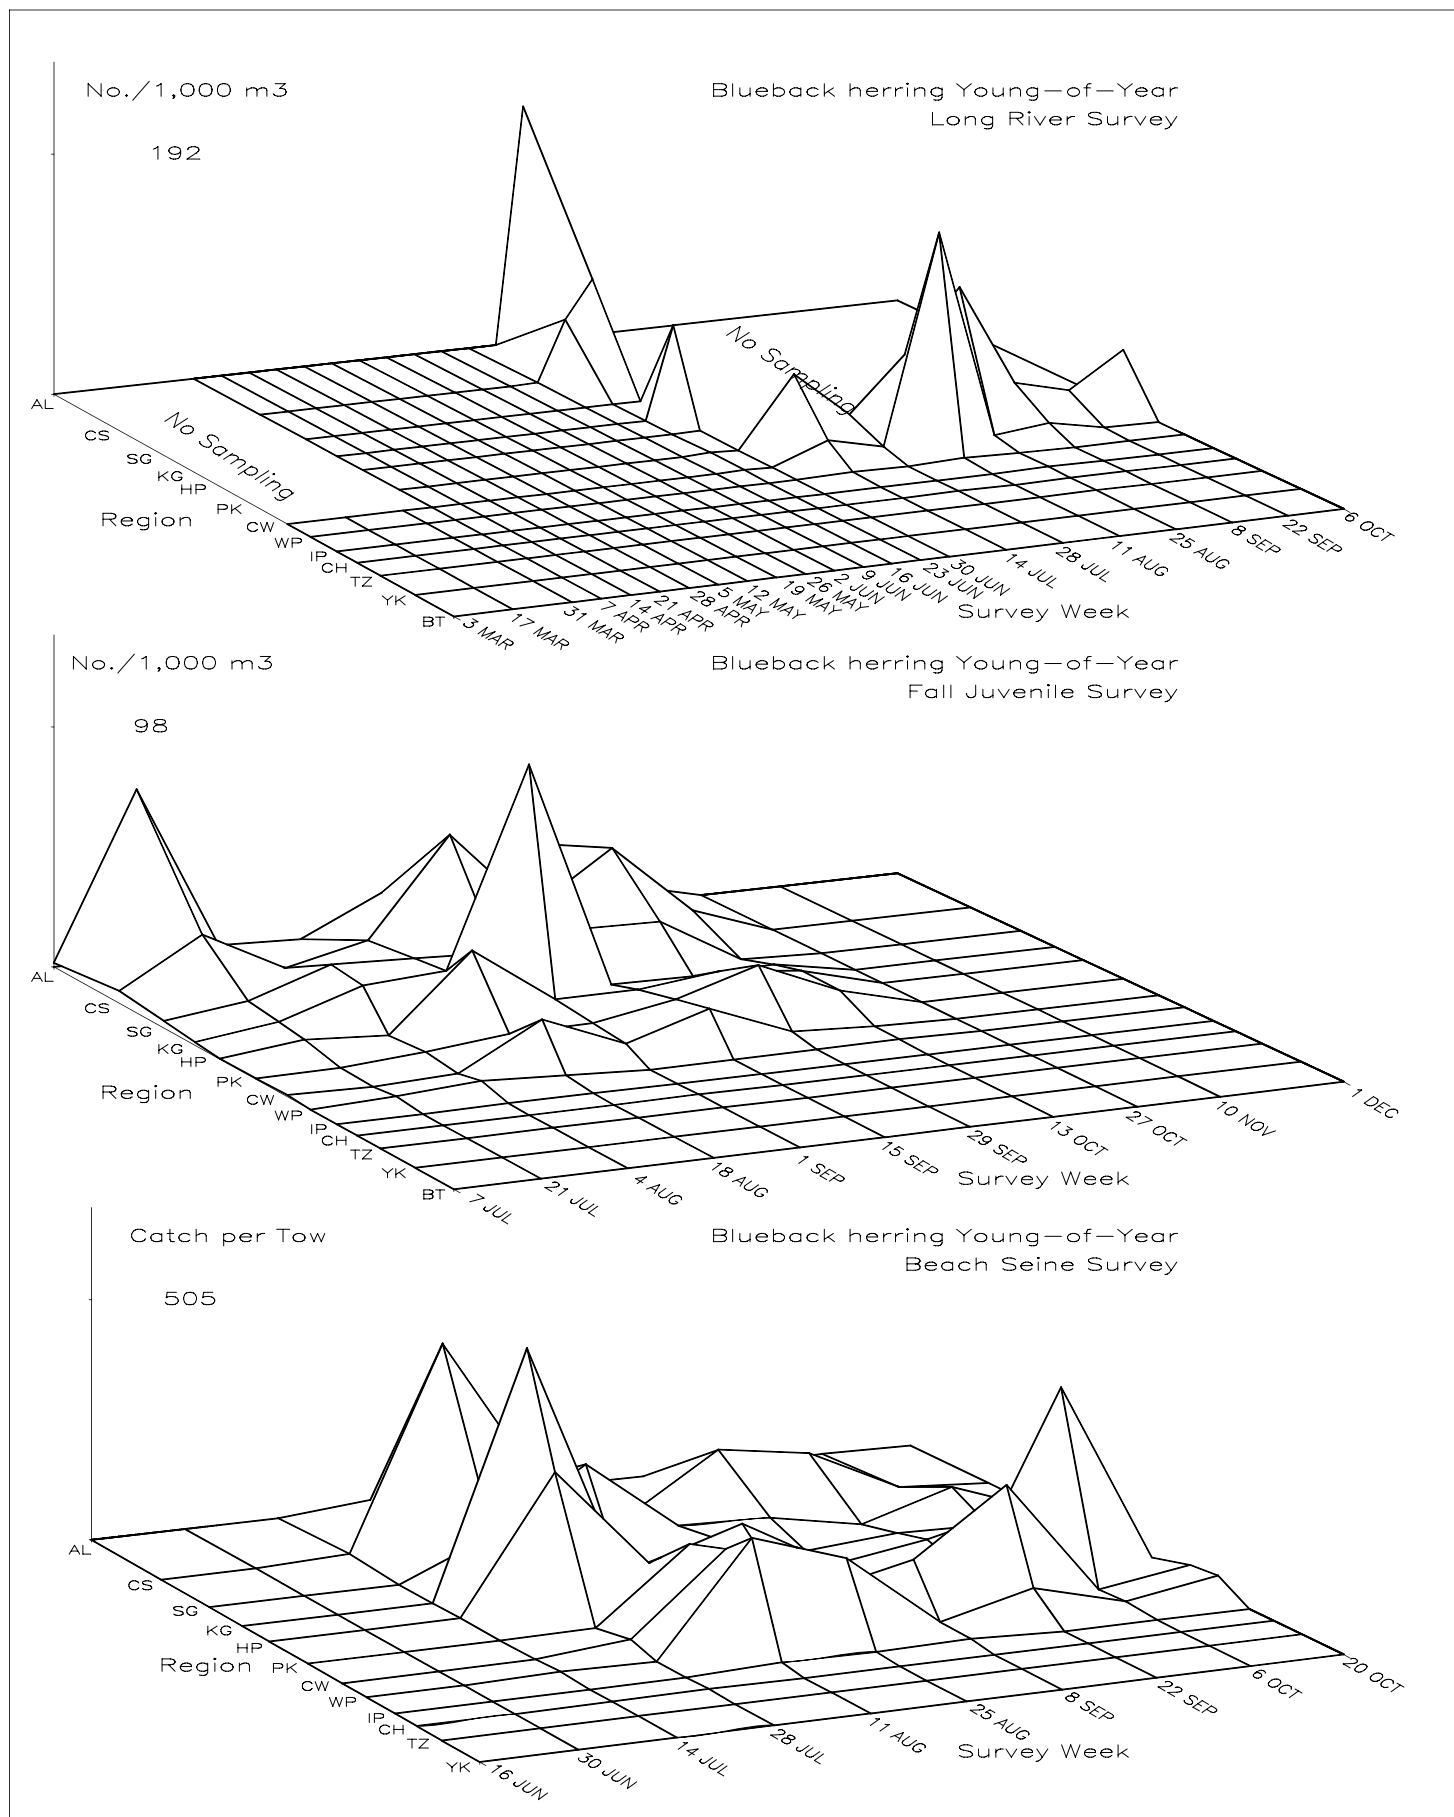 No./1,000 m3
Blueback herring Young-of-Year
Long River Survey
192
No Sampling
AL
CS
No Sampling
SG
KG
HP
PK
Region
CW
WP
IP
CH
TZ
YK
BT
3 MAR
17 MAR
31 MAR
7 APR
14 APR
21 APR
28 APR
5 MAY
12 MAY
19 MAY
26 MAY
2 JUN
9 JUN
16 JUN
23 JUN
30 JUN
14 JUL
28 JUL
11 AUG
25 AUG
8 SEP
22 SEP
6 OCT
Survey Week
No./1,000 m3
Blueback herring Young-of-Year
Fall Juvenile Survey
98
AL
CS
SG
KG
HP
PK
Region
CW
WP
IP
CH
TZ
YK
BT
7 JUL
21 JUL
4 AUG
18 AUG
1 SEP
15 SEP
29 SEP
13 OCT
27 OCT
10 NOV
1 DEC
Survey Week
Catch per Tow
Blueback herring Young-of-Year
Beach Seine Survey
505
AL
CS
SG
KG
HP
Region
PK
CW
WP
IP
CH
TZ
YK
16 JUN
30 JUN
14 JUL
28 JUL
11 AUG
25 AUG
8 SEP
22 SEP
6 OCT
20 OCT
Survey Week